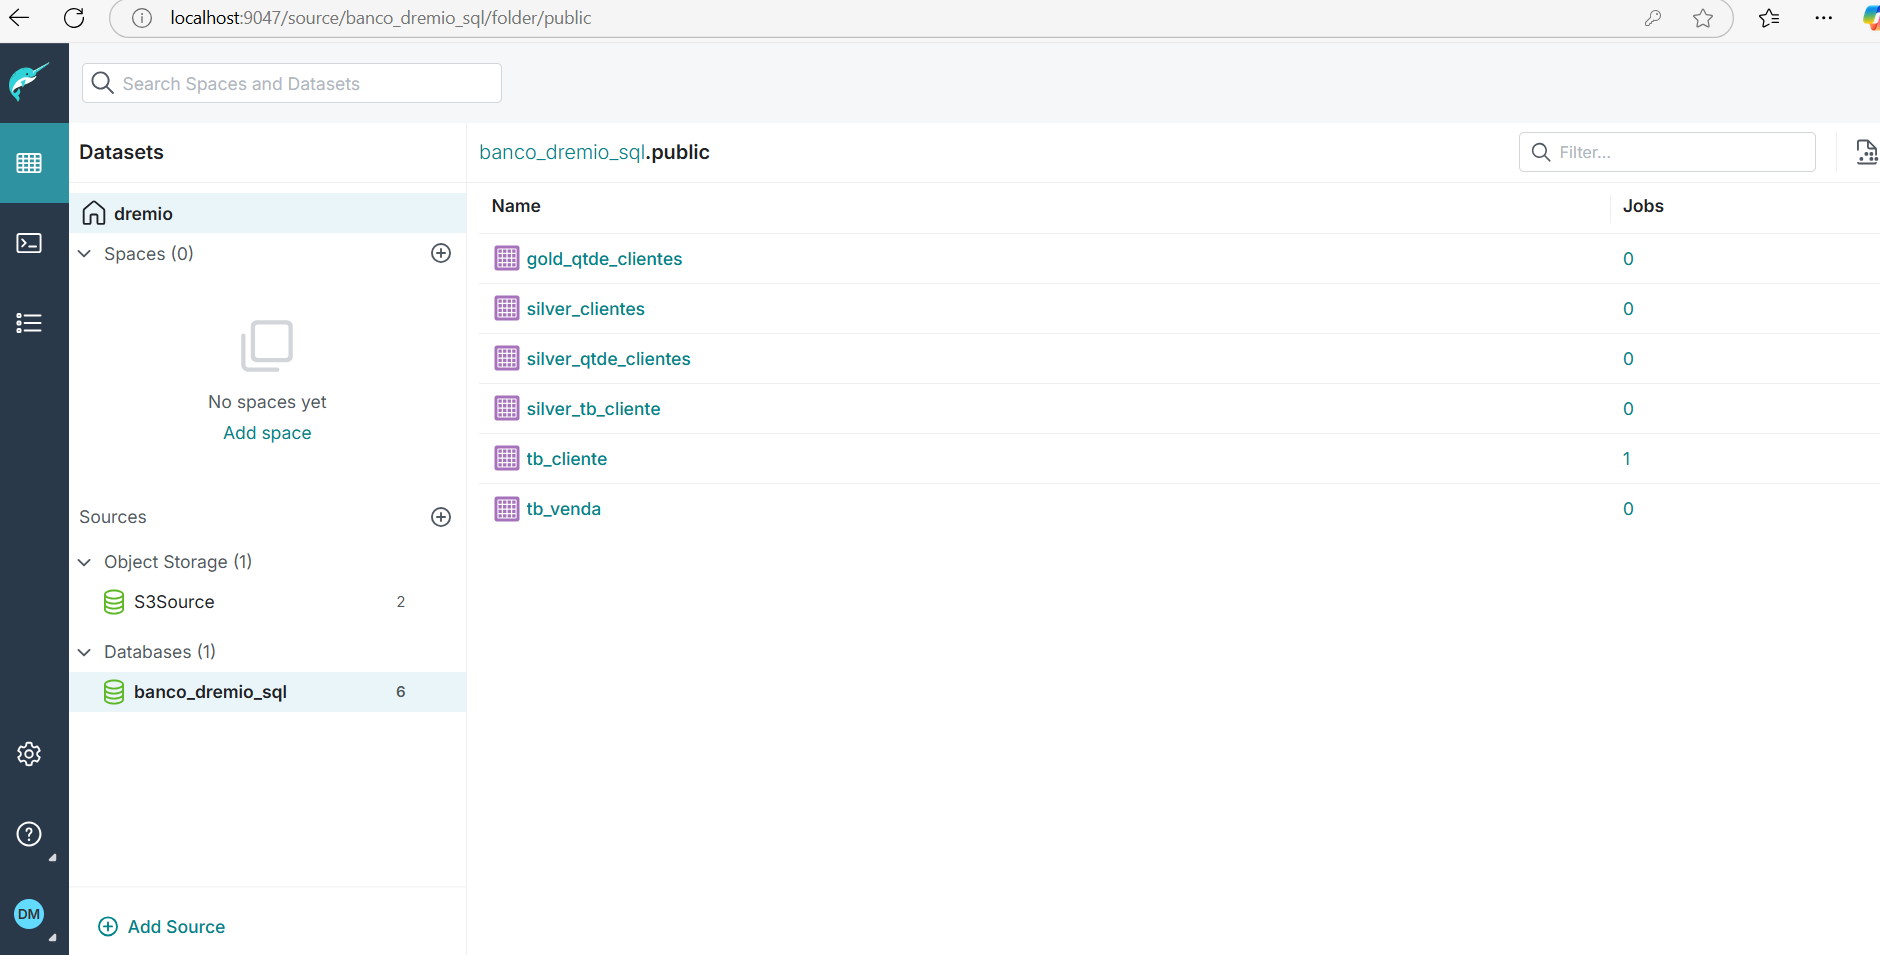 localhost:9047/source/banco_dremio_sql/folder/public
Search Spaces and Datasets
Datasets
dremio
Spaces (0)
No spaces yet
Add space
Sources
Object Storage (1)
S3Source 2
Databases (1)
banco_dremio_sql 6
Add Source
DM
banco_dremio_sql.public
Filter...
Name Jobs
gold_qtde_clientes 0
silver_clientes 0
silver_qtde_clientes 0
silver_tb_cliente 0
tb_cliente 1
tb_venda 0